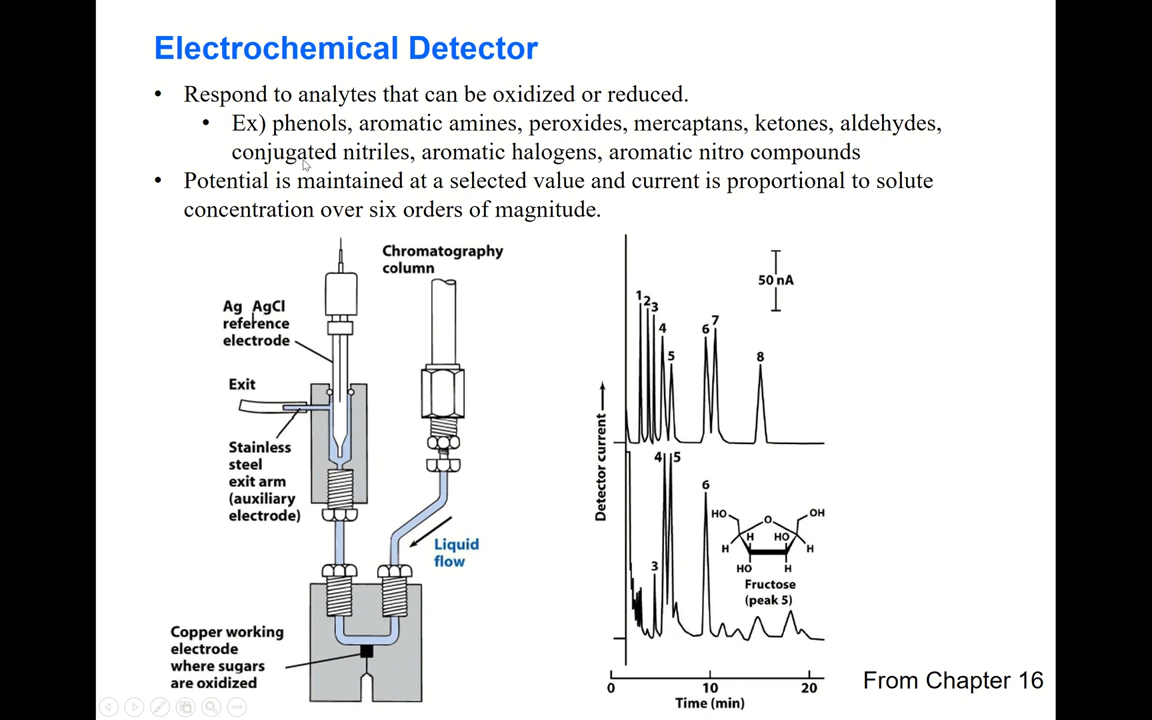 Electrochemical Detector
• Respond to analytes that can be oxidized or reduced.
• Ex) phenols, aromatic amines, peroxides, mercaptans, ketones, aldehydes,
conjugated nitriles, aromatic halogens, aromatic nitro compounds
• Potential is maintained at a selected value and current is proportional to solute
concentration over six orders of magnitude.
Chromatography
column
Ag | AgCl
reference
electrode
Exit
Stainless
steel
exit arm
(auxiliary
electrode)
Liquid
flow
Copper working
electrode
where sugars
are oxidized
50 nA
1
2
3
4
5
6
7
8
Detector current
4
5
6
3
HO
O
OH
H
H
HO
H
HO
H
Fructose
(peak 5)
0
10
20
Time (min)
From Chapter 16